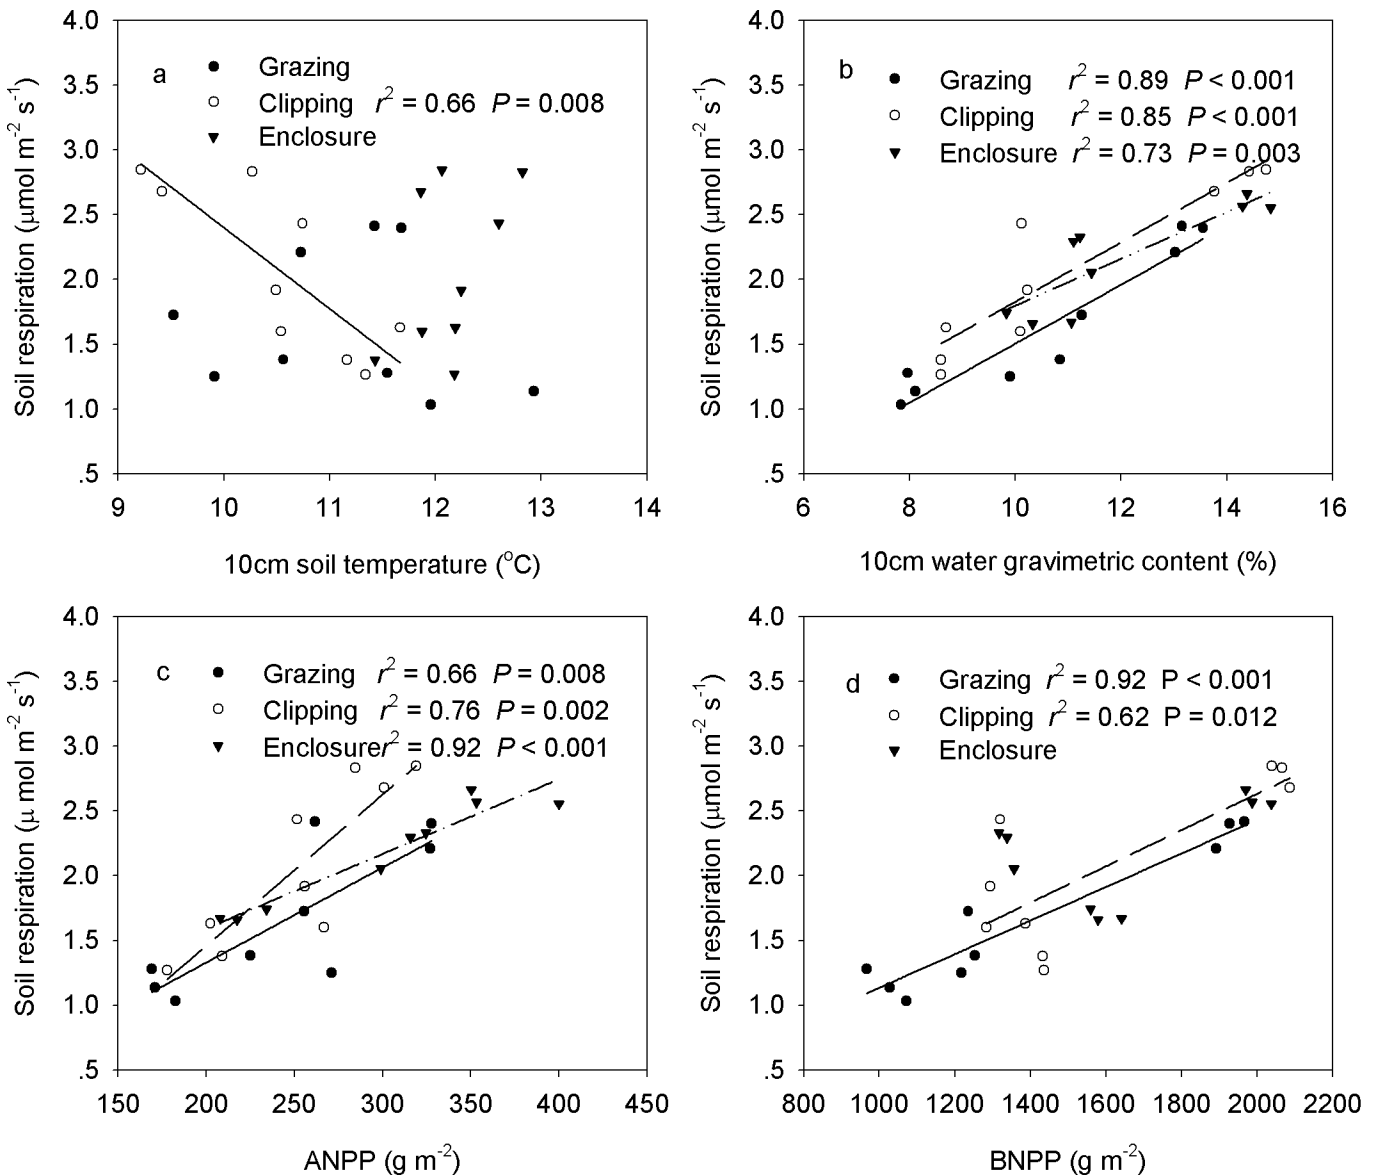 a
Grazing
Clipping r² = 0.66 P = 0.008
Enclosure
4.0
3.5
3.0
2.5
2.0
1.5
1.0
.5
Soil respiration (μmol m⁻² s⁻¹)
9 10 11 12 13 14
10cm soil temperature (°C)
b
Grazing r² = 0.89 P < 0.001
Clipping r² = 0.85 P < 0.001
Enclosure r² = 0.73 P = 0.003
4.0
3.5
3.0
2.5
2.0
1.5
1.0
.5
Soil respiration (μmol m⁻² s⁻¹)
6 8 10 12 14 16
10cm water gravimetric content (%)
c
Grazing r² = 0.66 P = 0.008
Clipping r² = 0.76 P = 0.002
Enclosure r² = 0.92 P < 0.001
4.0
3.5
3.0
2.5
2.0
1.5
1.0
.5
Soil respiration (μ mol m⁻² s⁻¹)
150 200 250 300 350 400 450
ANPP (g m⁻²)
d
Grazing r² = 0.92 P < 0.001
Clipping r² = 0.62 P = 0.012
Enclosure
4.0
3.5
3.0
2.5
2.0
1.5
1.0
.5
Soil respiration (μmol m⁻² s⁻¹)
800 1000 1200 1400 1600 1800 2000 2200
BNPP (g m⁻²)